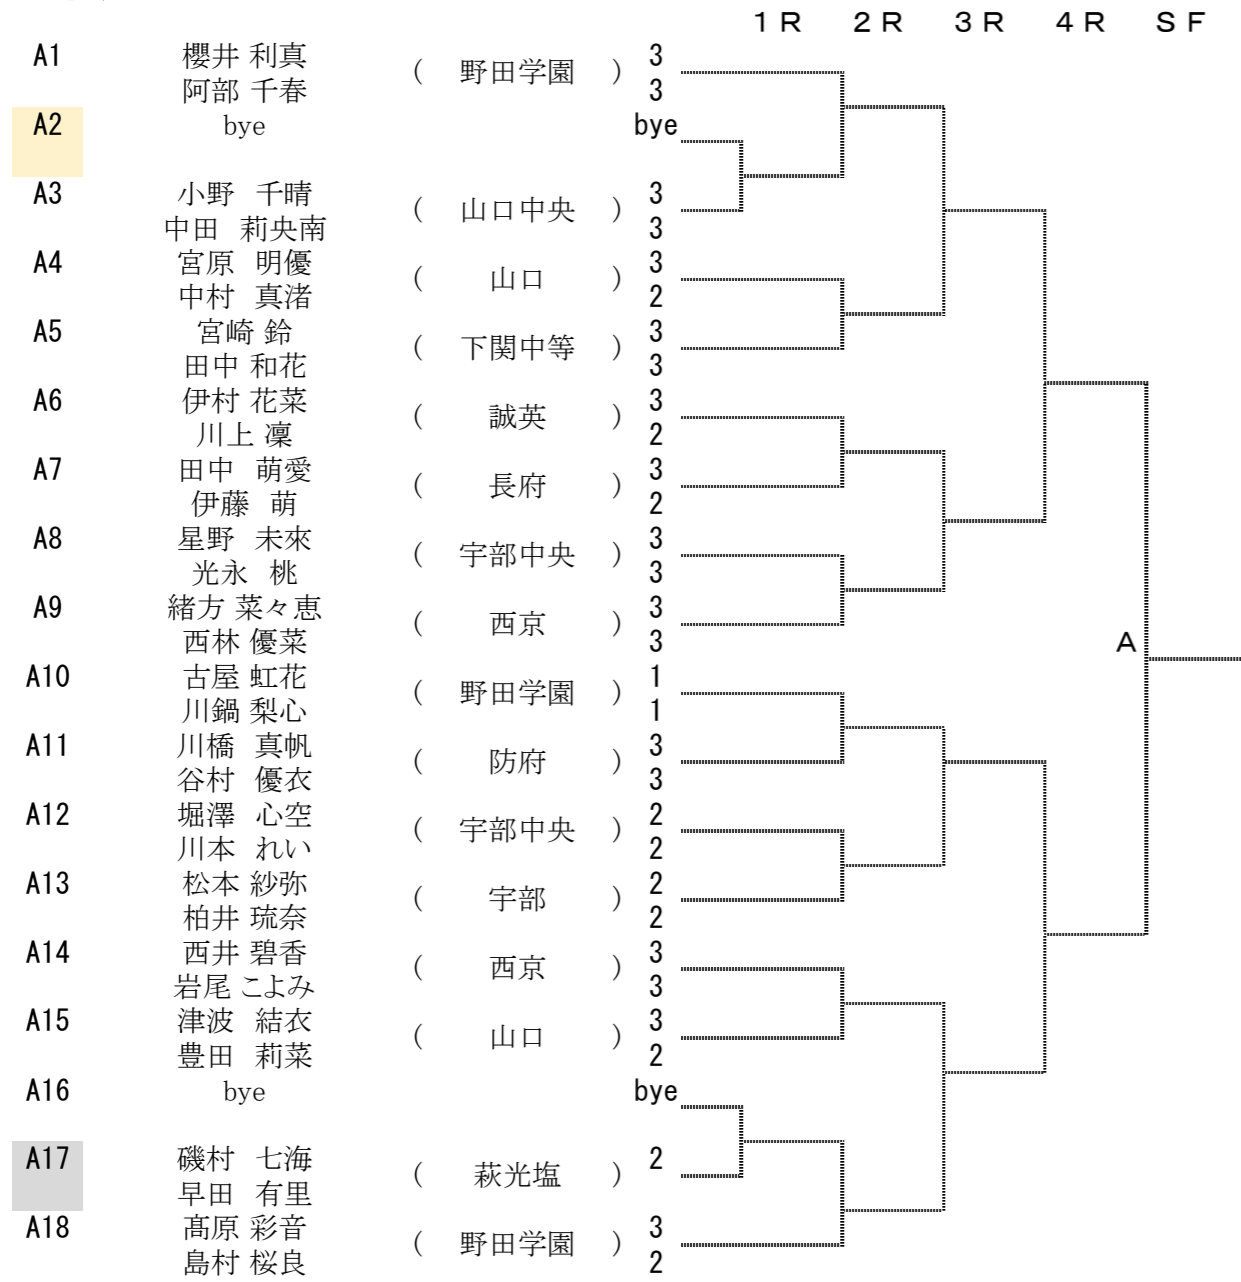 1R 2R 3R 4R SF
A1 櫻井 利真 ( 野田学園 ) 3
阿部 千春 3
A2 bye bye
A3 小野 千晴 ( 山口中央 ) 3
中田 莉央南 3
A4 宮原 明優 ( 山口 ) 3
中村 真渚 2
A5 宮崎 鈴 ( 下関中等 ) 3
田中 和花 3
A6 伊村 花菜 ( 誠英 ) 3
川上 凜 2
A7 田中 萌愛 ( 長府 ) 3
伊藤 萌 2
A8 星野 未來 ( 宇部中央 ) 3
光永 桃 3
A9 緒方 菜々恵 ( 西京 ) 3
西林 優菜 3
A
A10 古屋 虹花 ( 野田学園 ) 1
川鍋 梨心 1
A11 川橋 真帆 ( 防府 ) 3
谷村 優衣 3
A12 堀澤 心空 ( 宇部中央 ) 2
川本 れい 2
A13 松本 紗弥 ( 宇部 ) 2
柏井 琉奈 2
A14 西井 碧香 ( 西京 ) 3
岩尾 こよみ 3
A15 津波 結衣 ( 山口 ) 3
豊田 莉菜 2
A16 bye bye
A17 磯村 七海 ( 萩光塩 ) 2
早田 有里
A18 髙原 彩音 ( 野田学園 ) 3
島村 桜良 2